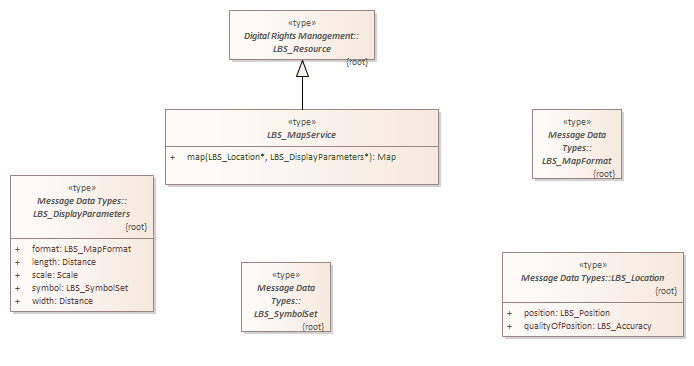 «type»
Digital Rights Management::
LBS_Resource
{root}
«type»
LBS_MapService
+ map(LBS_Location*, LBS_DisplayParameters*): Map
«type»
Message Data
Types::
LBS_MapFormat
{root}
«type»
Message Data Types::
LBS_DisplayParameters
{root}
+ format: LBS_MapFormat
+ length: Distance
+ scale: Scale
+ symbol: LBS_SymbolSet
+ width: Distance
«type»
Message Data
Types::
LBS_SymbolSet
{root}
«type»
Message Data Types::LBS_Location
{root}
+ position: LBS_Position
+ qualityOfPosition: LBS_Accuracy